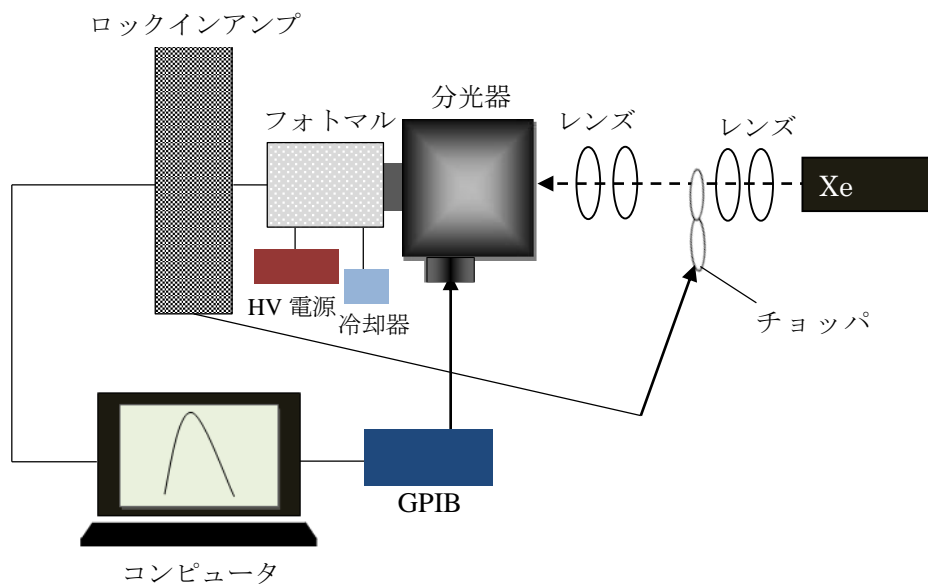 ロックインアンプ
分光器
フォトマル
レンズ
レンズ
Xe
HV 電源
冷却器
チョッパ
GPIB
コンピュータ